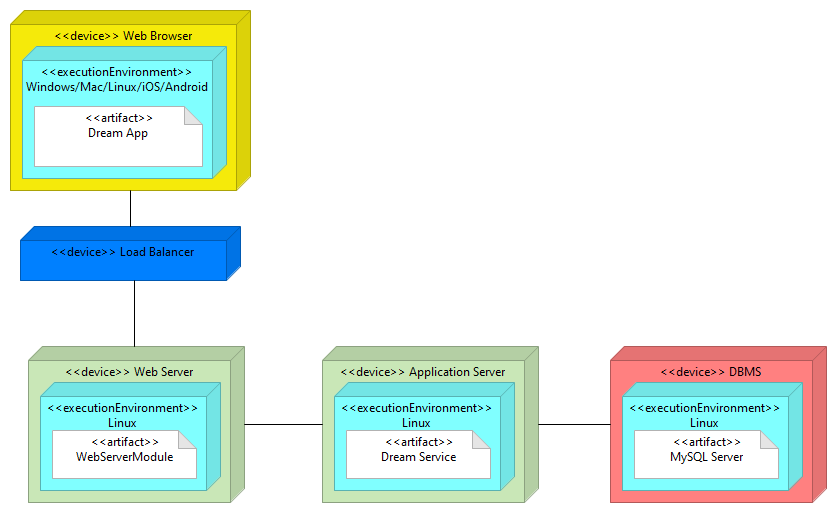 <<device>> Web Browser
<<executionEnvironment>>
Windows/Mac/Linux/iOS/Android
<<artifact>>
Dream App
<<device>> Load Balancer
<<device>> Web Server
<<executionEnvironment>>
Linux
<<artifact>>
WebServerModule
<<device>> Application Server
<<executionEnvironment>>
Linux
<<artifact>>
Dream Service
<<device>> DBMS
<<executionEnvironment>>
Linux
<<artifact>>
MySQL Server